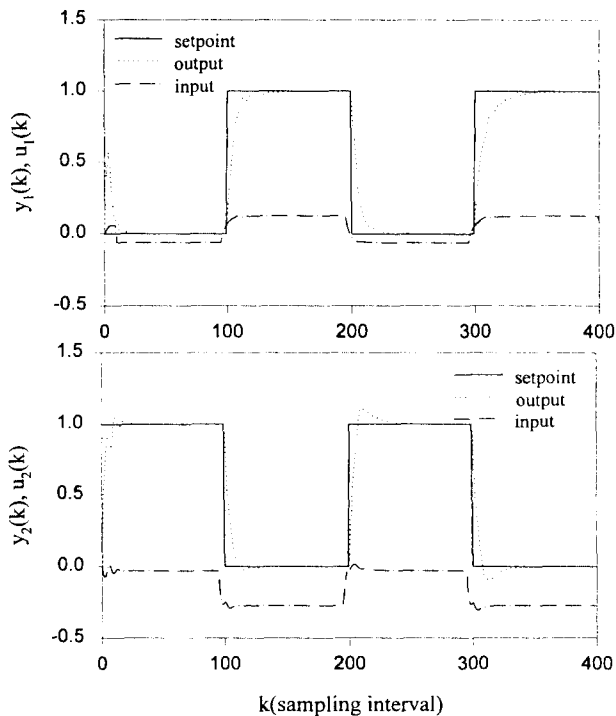 1.5
1.0
0.5
0.0
-0.5
y1(k), u1(k)
setpoint
output
input
0 100 200 300 400
1.5
1.0
0.5
0.0
-0.5
y2(k), u2(k)
setpoint
output
input
0 100 200 300 400
k(sampling interval)